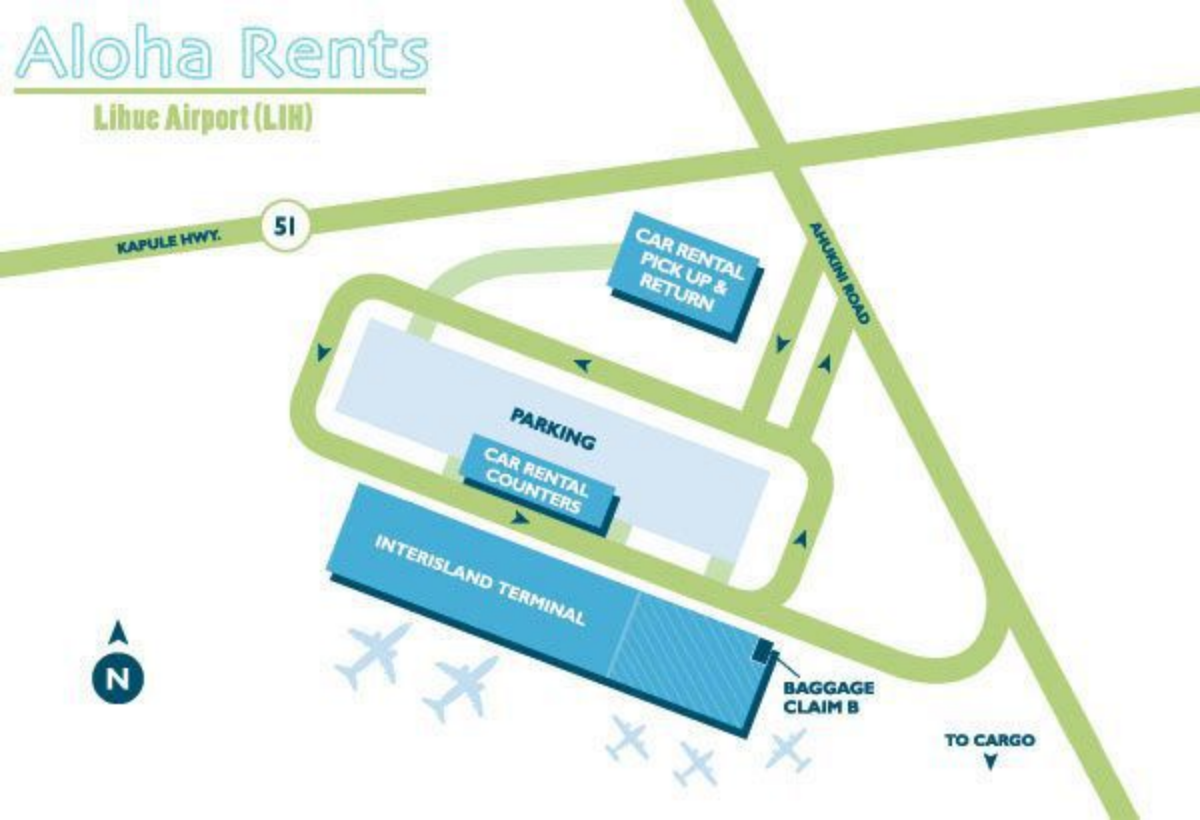 Aloha Rents
Lihue Airport (LIH)
51
KAPULE HWY.
AHUKINI ROAD
CAR RENTAL
PICK UP &
RETURN
PARKING
CAR RENTAL
COUNTERS
INTERISLAND TERMINAL
N
BAGGAGE
CLAIM B
TO CARGO